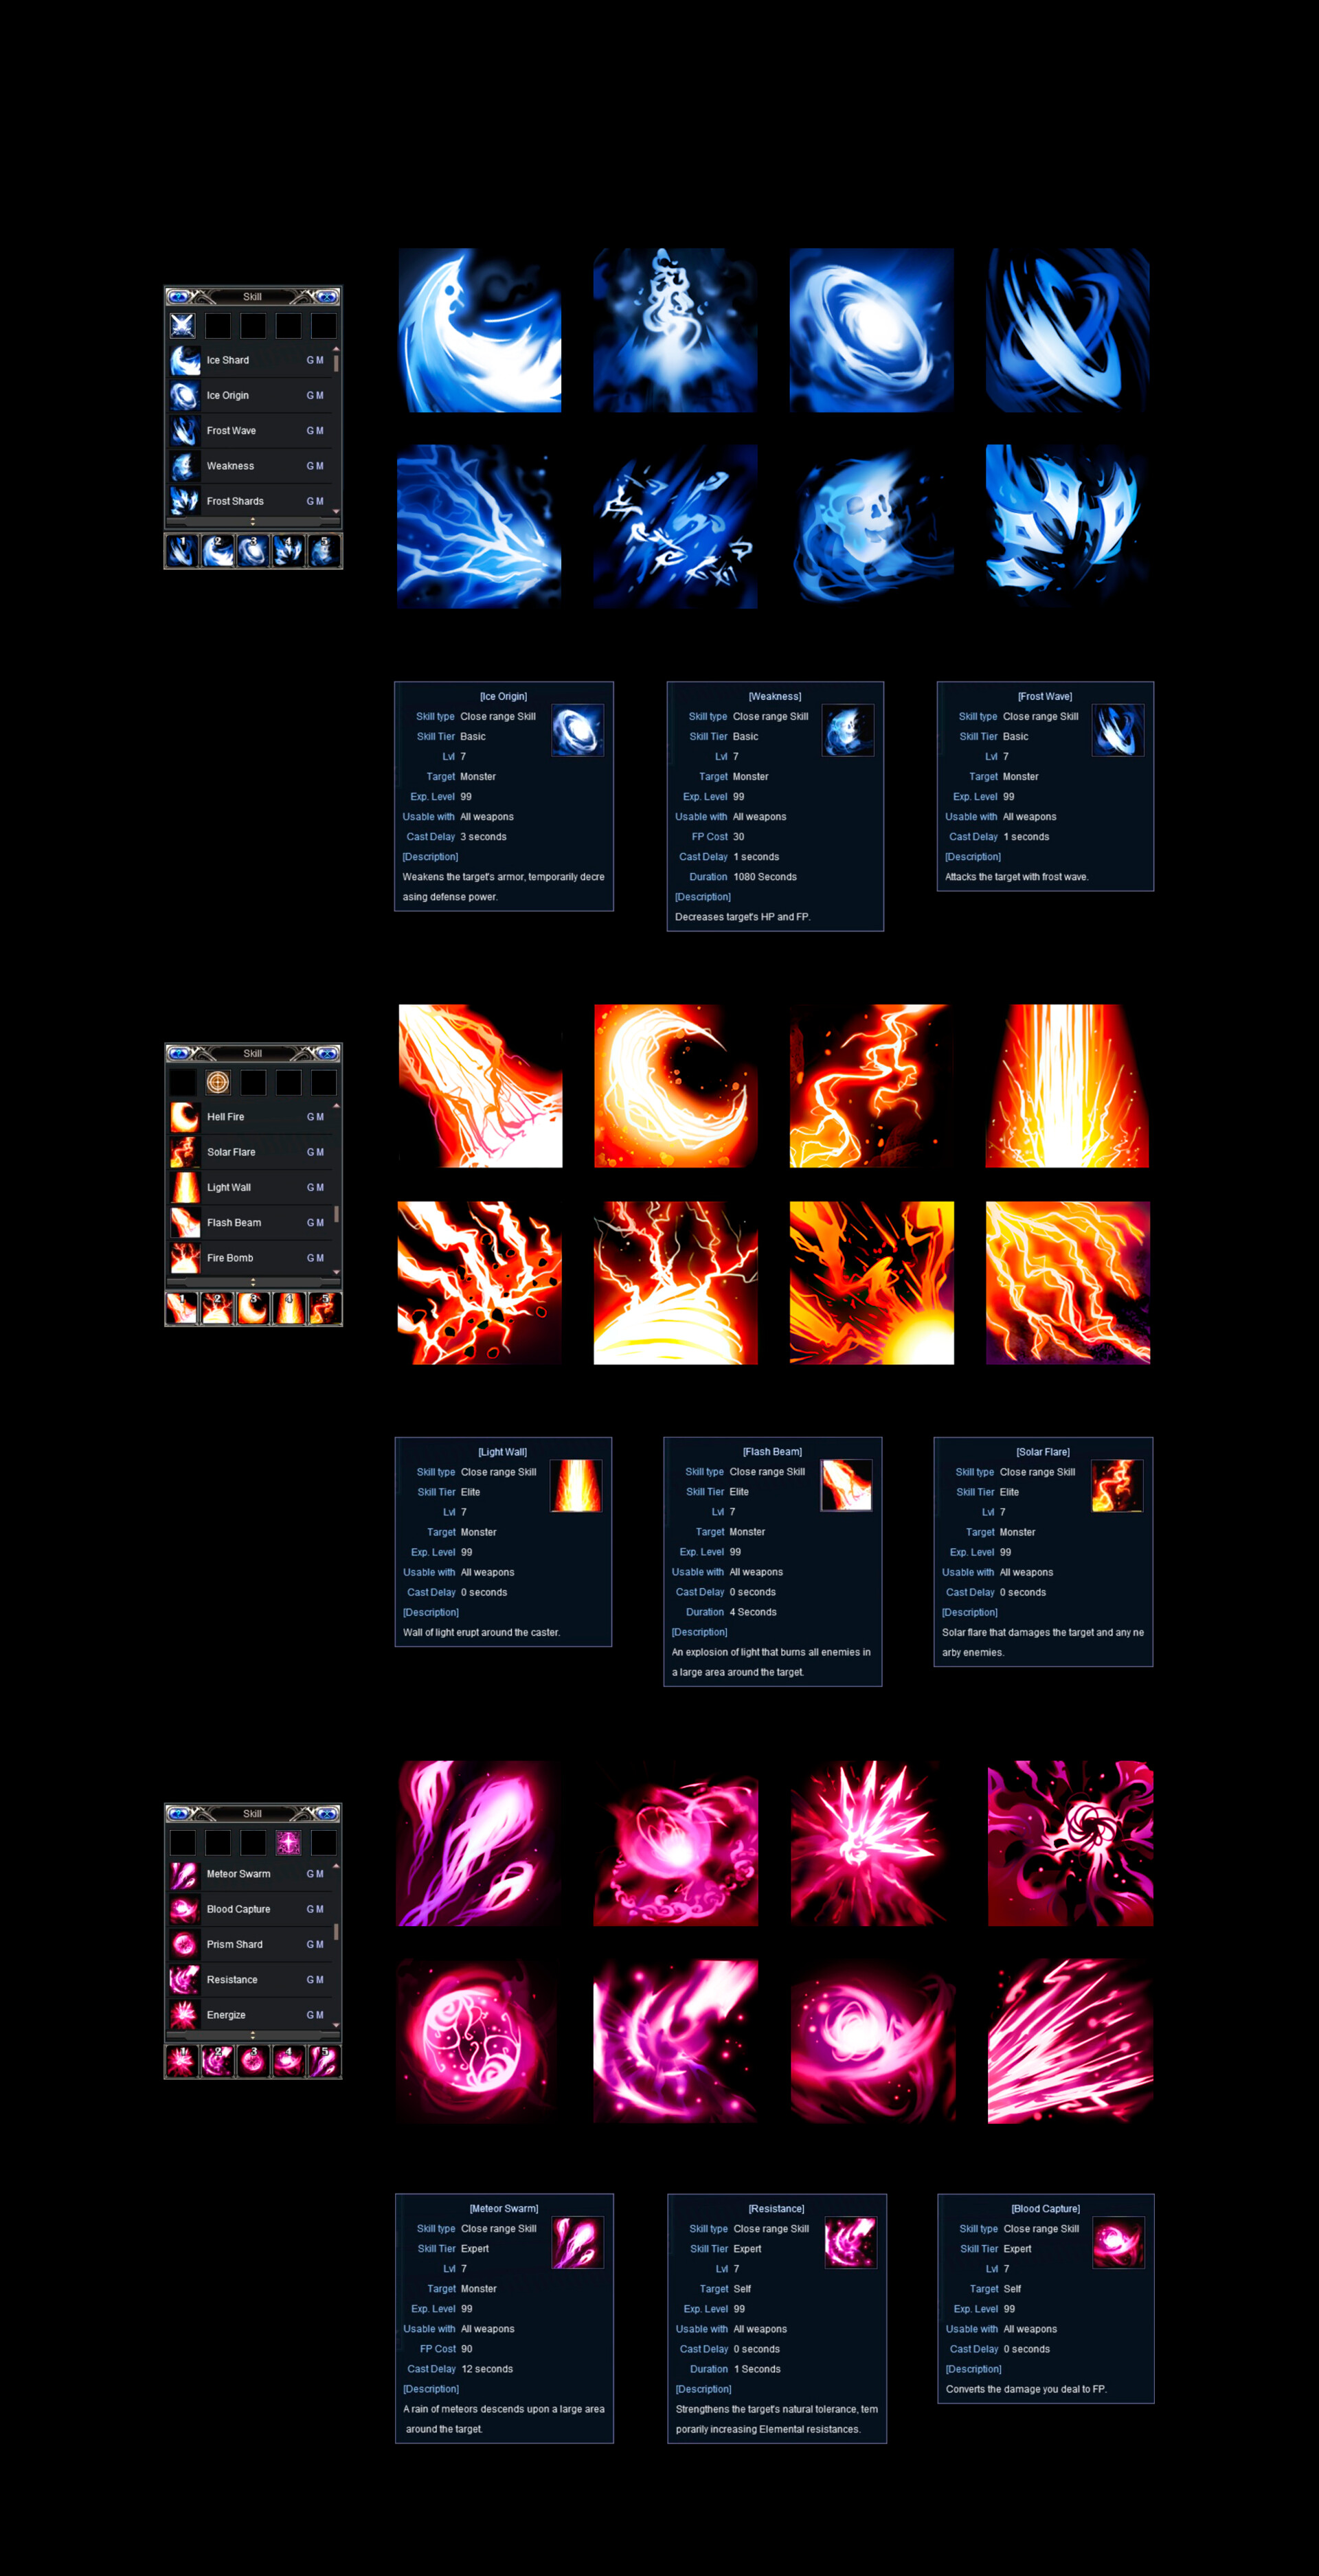 Skill
Ice Shard G M
Ice Origin G M
Frost Wave G M
Weakness G M
Frost Shards G M
1 2 3 4 5
[Ice Origin]
Skill type Close range Skill
Skill Tier Basic
Lvl 7
Target Monster
Exp. Level 99
Usable with All weapons
Cast Delay 3 seconds
[Description]
Weakens the target's armor, temporarily decre
asing defense power.
[Weakness]
Skill type Close range Skill
Skill Tier Basic
Lvl 7
Target Monster
Exp. Level 99
Usable with All weapons
FP Cost 30
Cast Delay 1 seconds
Duration 1080 Seconds
[Description]
Decreases target's HP and FP.
[Frost Wave]
Skill type Close range Skill
Skill Tier Basic
Lvl 7
Target Monster
Exp. Level 99
Usable with All weapons
Cast Delay 1 seconds
[Description]
Attacks the target with frost wave.
Skill
Hell Fire G M
Solar Flare G M
Light Wall G M
Flash Beam G M
Fire Bomb G M
1 2 3 4 5
[Light Wall]
Skill type Close range Skill
Skill Tier Elite
Lvl 7
Target Monster
Exp. Level 99
Usable with All weapons
Cast Delay 0 seconds
[Description]
Wall of light erupt around the caster.
[Flash Beam]
Skill type Close range Skill
Skill Tier Elite
Lvl 7
Target Monster
Exp. Level 99
Usable with All weapons
Cast Delay 0 seconds
Duration 4 Seconds
[Description]
An explosion of light that burns all enemies in
a large area around the target.
[Solar Flare]
Skill type Close range Skill
Skill Tier Elite
Lvl 7
Target Monster
Exp. Level 99
Usable with All weapons
Cast Delay 0 seconds
[Description]
Solar flare that damages the target and any ne
arby enemies.
Skill
Meteor Swarm G M
Blood Capture G M
Prism Shard G M
Resistance G M
Energize G M
1 2 3 4 5
[Meteor Swarm]
Skill type Close range Skill
Skill Tier Expert
Lvl 7
Target Monster
Exp. Level 99
Usable with All weapons
FP Cost 90
Cast Delay 12 seconds
[Description]
A rain of meteors descends upon a large area
around the target.
[Resistance]
Skill type Close range Skill
Skill Tier Expert
Lvl 7
Target Self
Exp. Level 99
Usable with All weapons
Cast Delay 0 seconds
Duration 1 Seconds
[Description]
Strengthens the target's natural tolerance, tem
porarily increasing Elemental resistances.
[Blood Capture]
Skill type Close range Skill
Skill Tier Expert
Lvl 7
Target Self
Exp. Level 99
Usable with All weapons
Cast Delay 0 seconds
[Description]
Converts the damage you deal to FP.